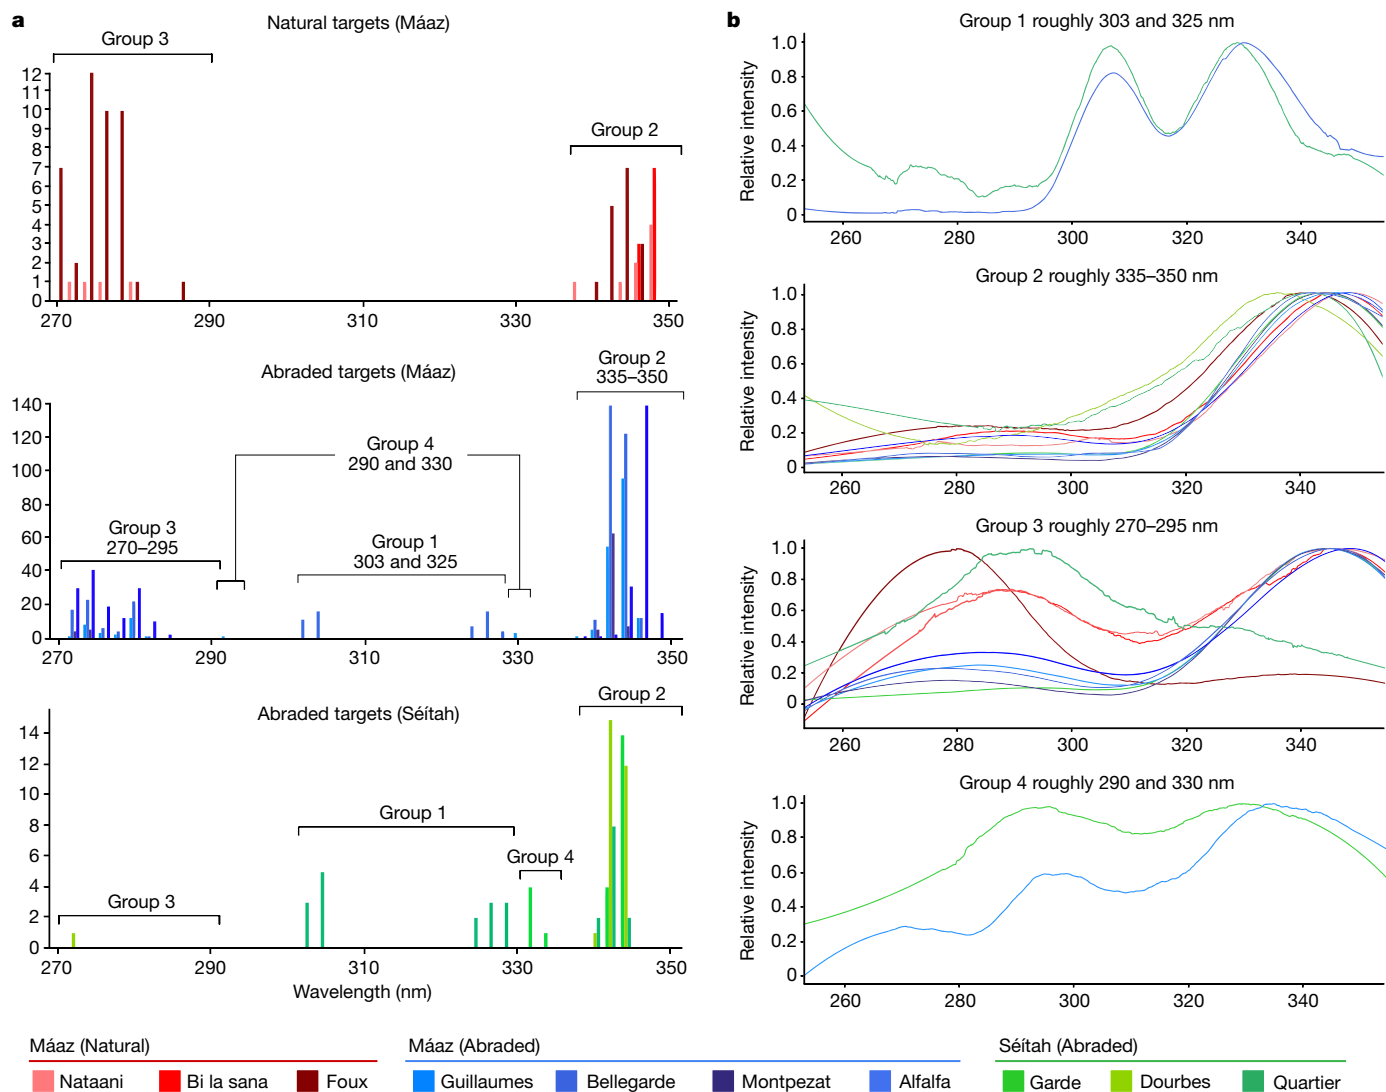 a
Natural targets (Máaz)
Group 3
Group 2
12
10
9
8
7
6
5
4
3
2
1
1
0
270
290
310
330
350
Abraded targets (Máaz)
Group 2
335–350
Group 4
290 and 330
Group 3
270–295
Group 1
303 and 325
140
120
100
80
60
40
20
0
270
290
310
330
350
Abraded targets (Séítah)
Group 2
Group 1
Group 4
Group 3
14
12
10
8
6
4
2
0
270
290
310
330
350
Wavelength (nm)
b
Group 1 roughly 303 and 325 nm
Relative intensity
1.0
0.8
0.6
0.4
0.2
0
260
280
300
320
340
Group 2 roughly 335–350 nm
Relative intensity
1.0
0.8
0.6
0.4
0.2
0
260
280
300
320
340
Group 3 roughly 270–295 nm
Relative intensity
1.0
0.8
0.6
0.4
0.2
0
260
280
300
320
340
Group 4 roughly 290 and 330 nm
Relative intensity
1.0
0.8
0.6
0.4
0.2
0
260
280
300
320
340
Máaz (Natural)
Nataani
Bi la sana
Foux
Máaz (Abraded)
Guillaumes
Bellegarde
Montpezat
Alfalfa
Séítah (Abraded)
Garde
Dourbes
Quartier